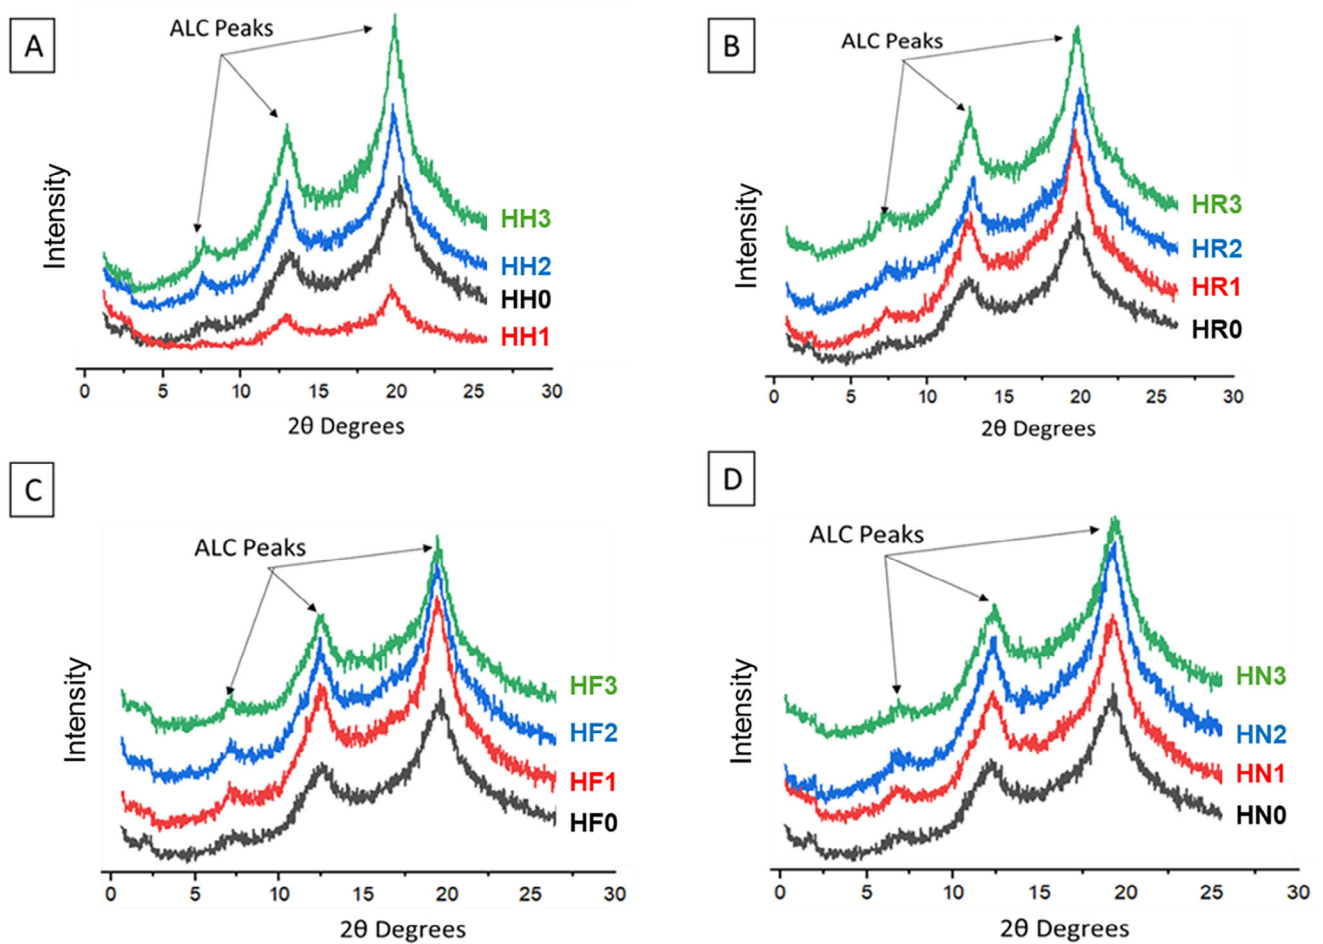 A
ALC Peaks
Intensity
HH3
HH2
HH0
HH1
0 5 10 15 20 25 30
2θ Degrees
B
ALC Peaks
Intensity
HR3
HR2
HR1
HR0
0 5 10 15 20 25 30
2θ Degrees
C
ALC Peaks
Intensity
HF3
HF2
HF1
HF0
0 5 10 15 20 25 30
2θ Degrees
D
ALC Peaks
Intensity
HN3
HN2
HN1
HN0
0 5 10 15 20 25 30
2θ Degrees